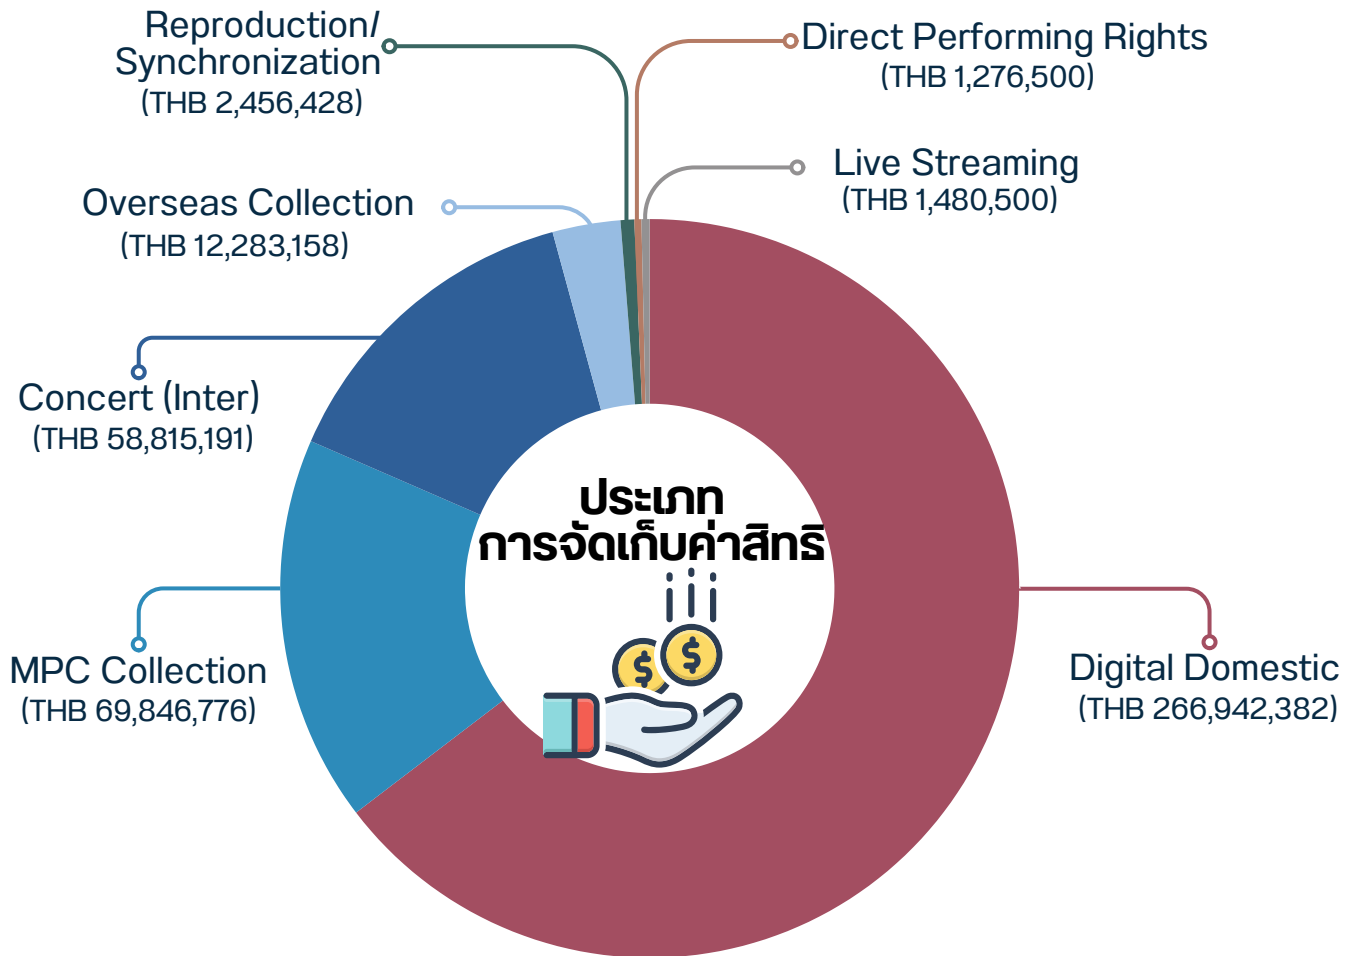 Reproduction/
Synchronization
(THB 2,456,428)
Direct Performing Rights
(THB 1,276,500)
Live Streaming
(THB 1,480,500)
Overseas Collection
(THB 12,283,158)
Concert (Inter)
(THB 58,815,191)
ประเภท
การจัดเก็บค่าสิทธิ
MPC Collection
(THB 69,846,776)
Digital Domestic
(THB 266,942,382)
$
$